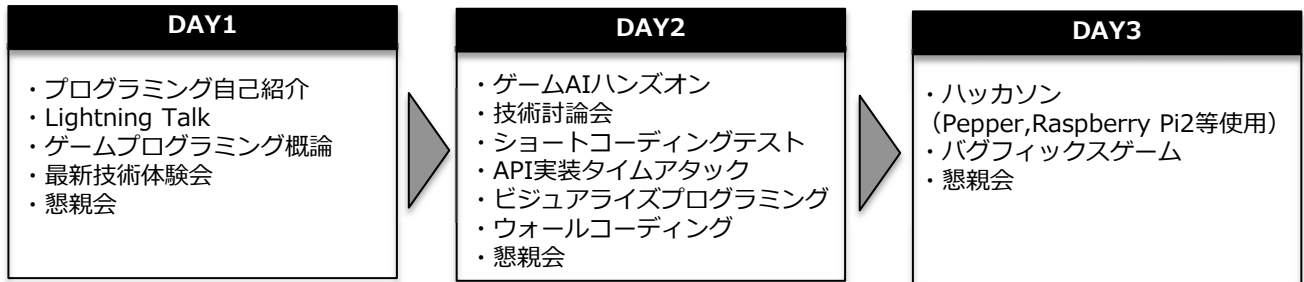 DAY1
・プログラミング自己紹介
・Lightning Talk
・ゲームプログラミング概論
・最新技術体験会
・懇親会
DAY2
・ゲームAIハンズオン
・技術討論会
・ショートコーディングテスト
・API実装タイムアタック
・ビジュアライズプログラミング
・ウォールコーディング
・懇親会
DAY3
・ハッカソン
（Pepper,Raspberry Pi2等使用）
・バグフィックスゲーム
・懇親会